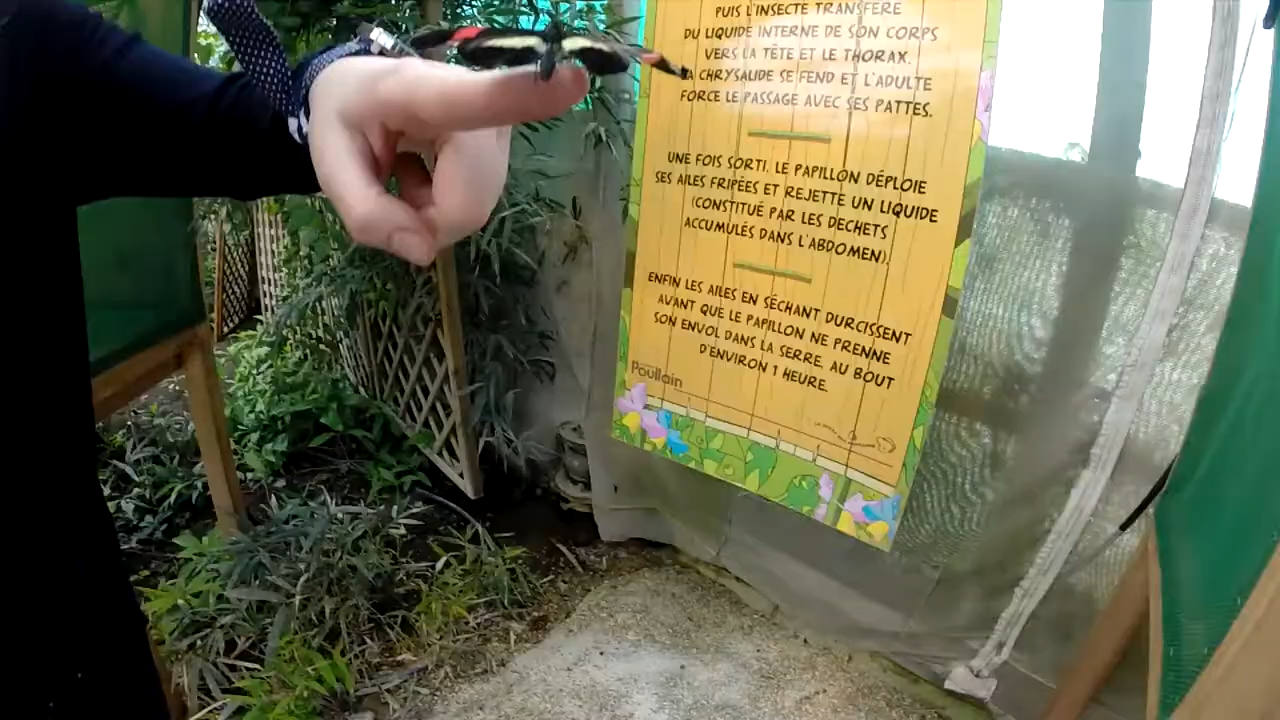 PUIS L'INSECTE TRANSFÈRE
DU LIQUIDE INTERNE DE SON CORPS
VERS LA TÊTE ET LE THORAX.
LA CHRYSALIDE SE FEND ET L'ADULTE
FORCE LE PASSAGE AVEC SES PATTES.
UNE FOIS SORTI, LE PAPILLON DÉPLOIE
SES AILES FRIPÉES ET REJETTE UN LIQUIDE
(CONSTITUÉ PAR LES DECHETS
ACCUMULÉS DANS L'ABDOMEN).
ENFIN LES AILES EN SÉCHANT DURCISSENT
AVANT QUE LE PAPILLON NE PRENNE
SON ENVOL DANS LA SERRE, AU BOUT
D'ENVIRON 1 HEURE.
Poullain